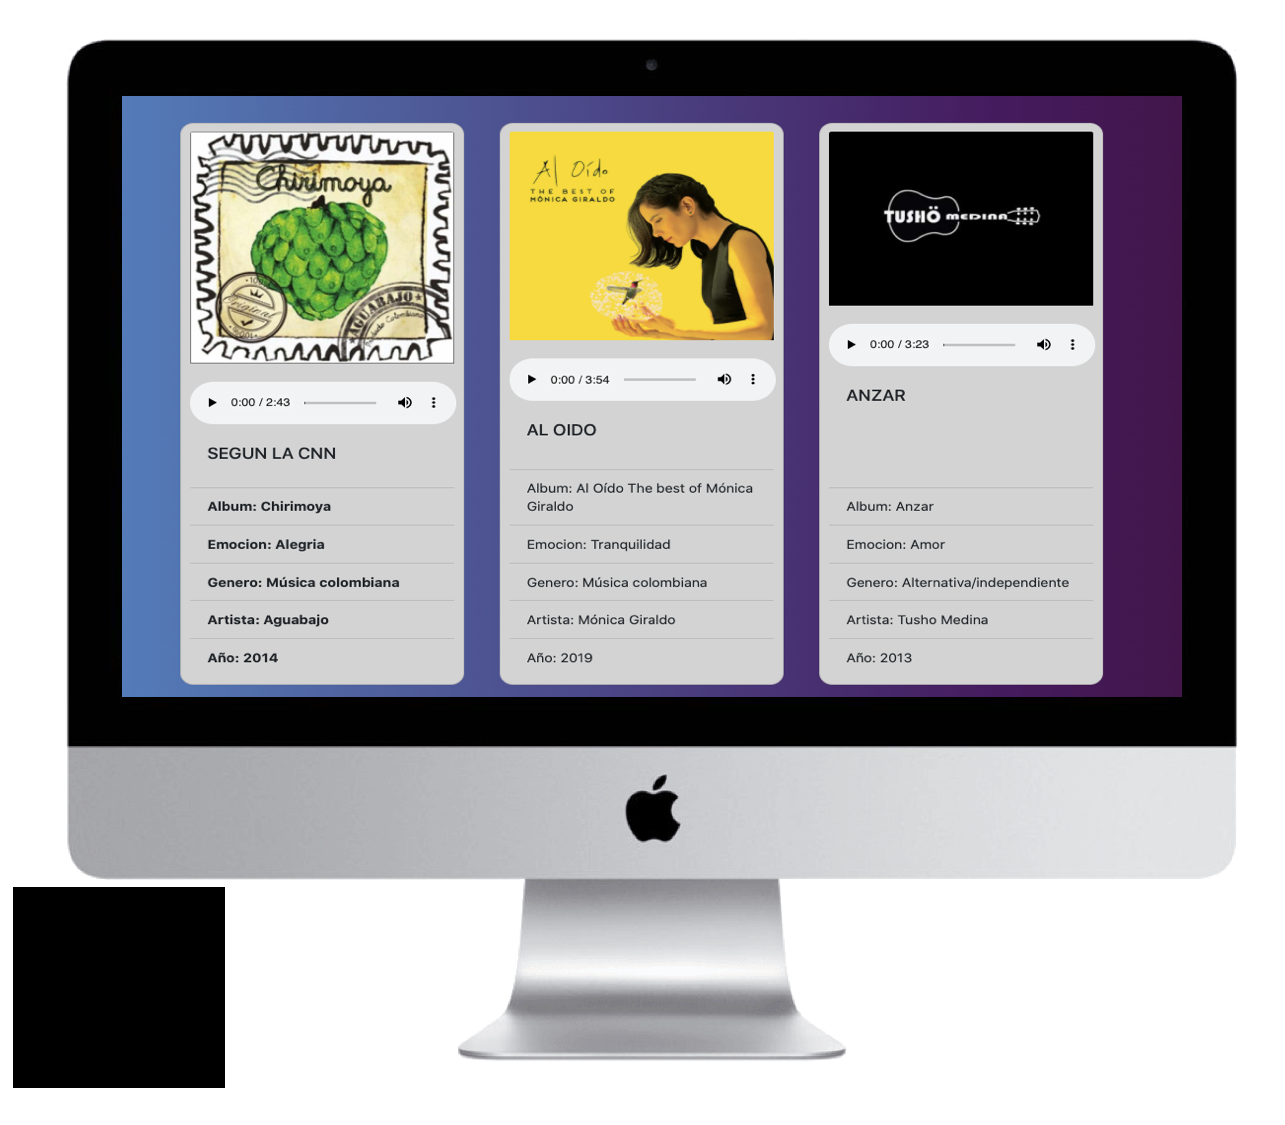 Chirimoya
100%
Original
100%
AGUABAJO
0:00 / 2:43
SEGUN LA CNN
Album: Chirimoya
Emocion: Alegria
Genero: Música colombiana
Artista: Aguabajo
Año: 2014
Al Oído
THE BEST OF
MÓNICA GIRALDO
0:00 / 3:54
AL OIDO
Album: Al Oído The best of Mónica
Giraldo
Emocion: Tranquilidad
Genero: Música colombiana
Artista: Mónica Giraldo
Año: 2019
TUSHÖ MEDINA
0:00 / 3:23
ANZAR
Album: Anzar
Emocion: Amor
Genero: Alternativa/independiente
Artista: Tusho Medina
Año: 2013